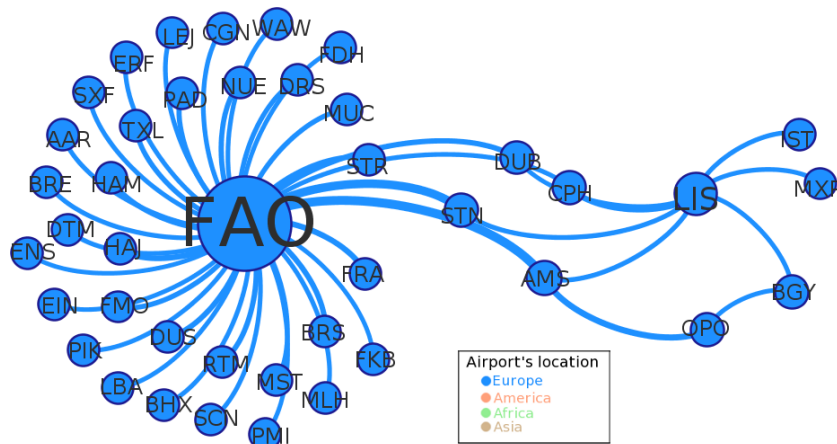 WAW
CGN
LEJ
FDH
ERF
NUE
DRS
SXF
PAD
MUC
TXL
AAR
IST
STR
DUB
BRE
HAM
CPH
LIS
MXP
FAO
STN
DTM
HAJ
ENS
FRA
AMS
BGY
EIN
FMO
OPO
DUS
BRS
PIK
RTM
FKB
LBA
MST
BHX
MLH
SCN
PMI
Airport's location
Europe
America
Africa
Asia